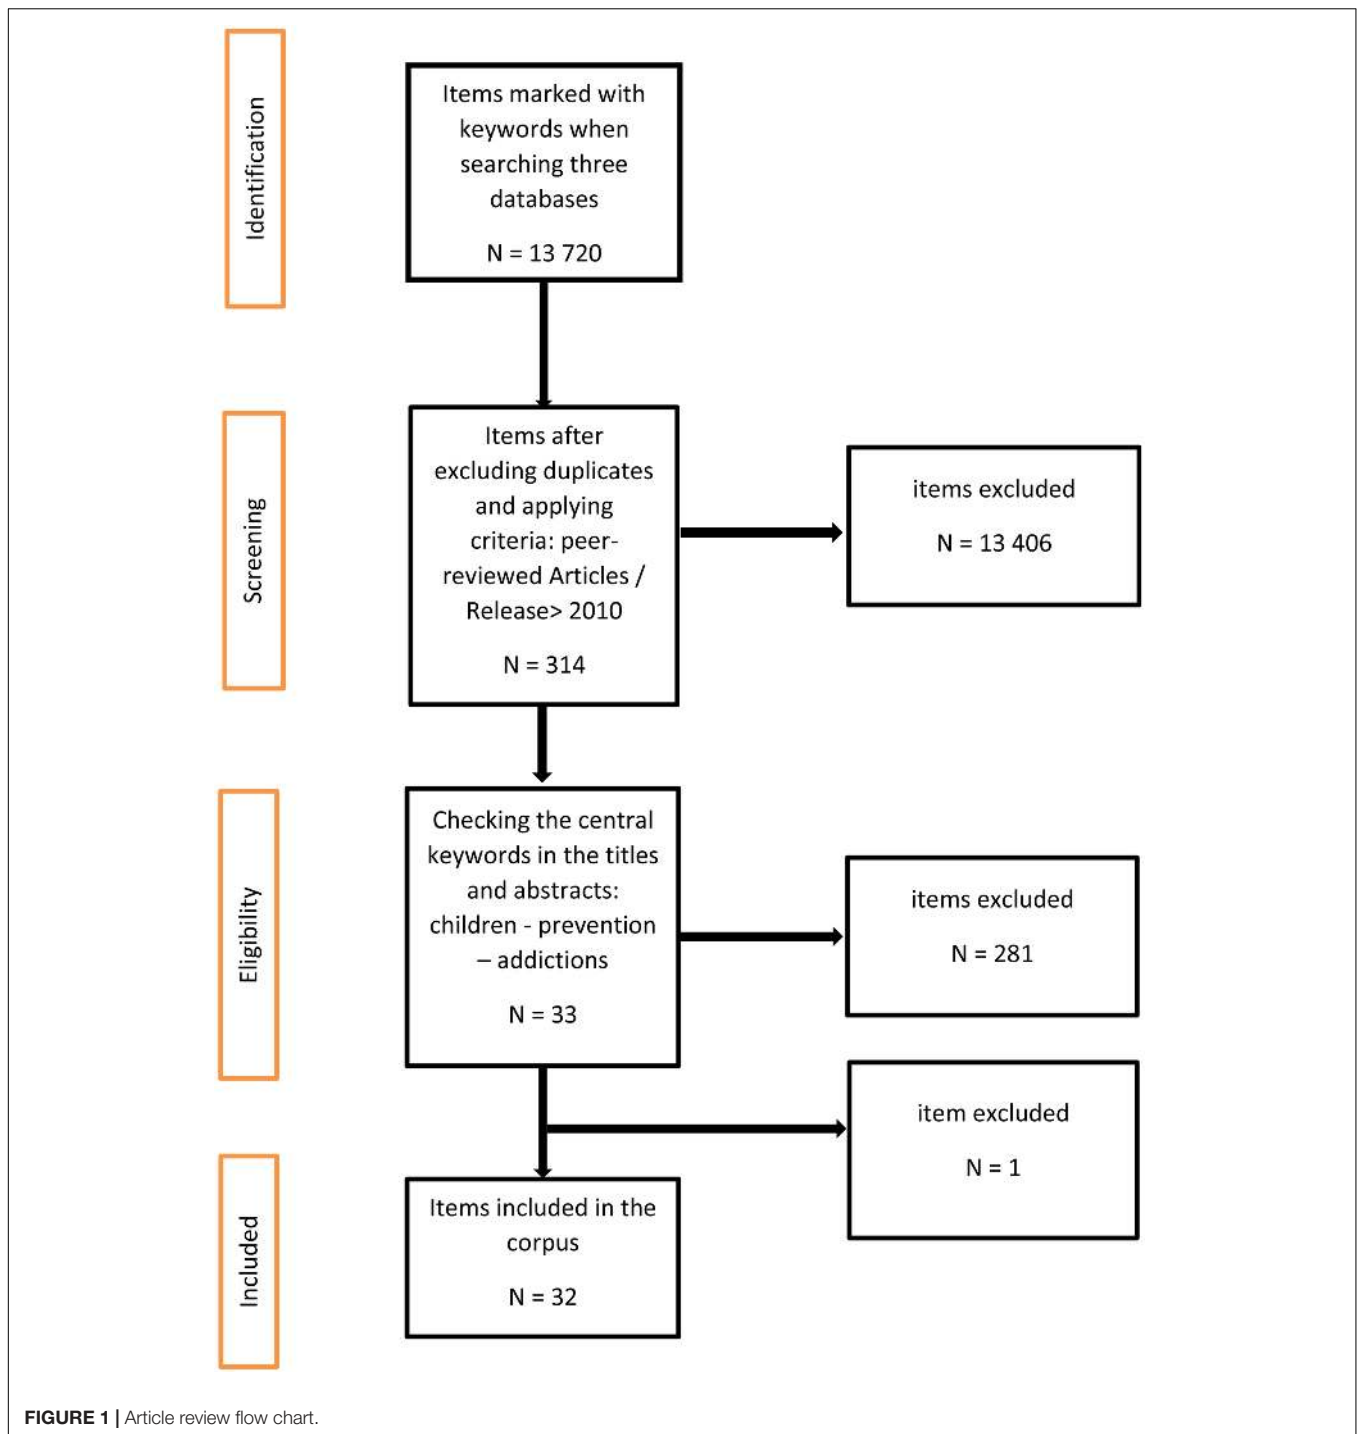 Identification
Items marked with
keywords when
searching three
databases
N = 13 720
Screening
Items after
excluding duplicates
and applying
criteria: peer-
reviewed Articles /
Release> 2010
N = 314
items excluded
N = 13 406
Eligibility
Checking the central
keywords in the titles
and abstracts:
children - prevention
– addictions
N = 33
items excluded
N = 281
item excluded
N = 1
Included
Items included in the
corpus
N = 32
FIGURE 1 | Article review flow chart.